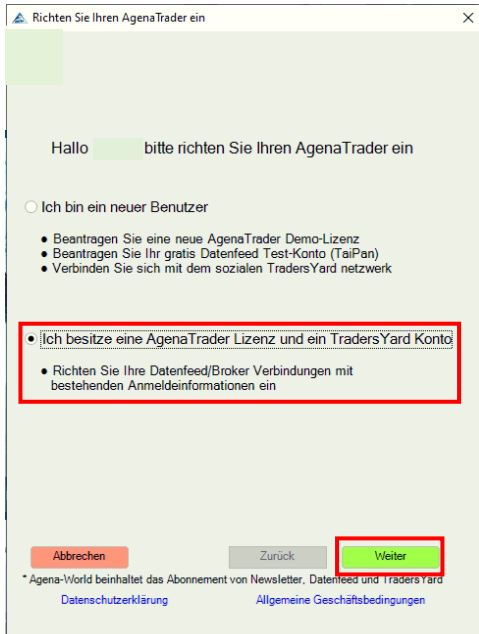 Richten Sie Ihren AgenaTrader ein
Hallo bitte richten Sie Ihren AgenaTrader ein
Ich bin ein neuer Benutzer
● Beantragen Sie eine neue AgenaTrader Demo-Lizenz
● Beantragen Sie Ihr gratis Datenfeed Test-Konto (TaiPan)
● Verbinden Sie sich mit dem sozialen TradersYard netzwerk
Ich besitze eine AgenaTrader Lizenz und ein TradersYard Konto
● Richten Sie Ihre Datenfeed/Broker Verbindungen mit
bestehenden Anmeldeinformationen ein
Abbrechen Zurück Weiter
* Agena-World beinhaltet das Abonnement von Newsletter, Datenfeed und TradersYard
Datenschutzerklärung Allgemeine Geschäftsbedingungen